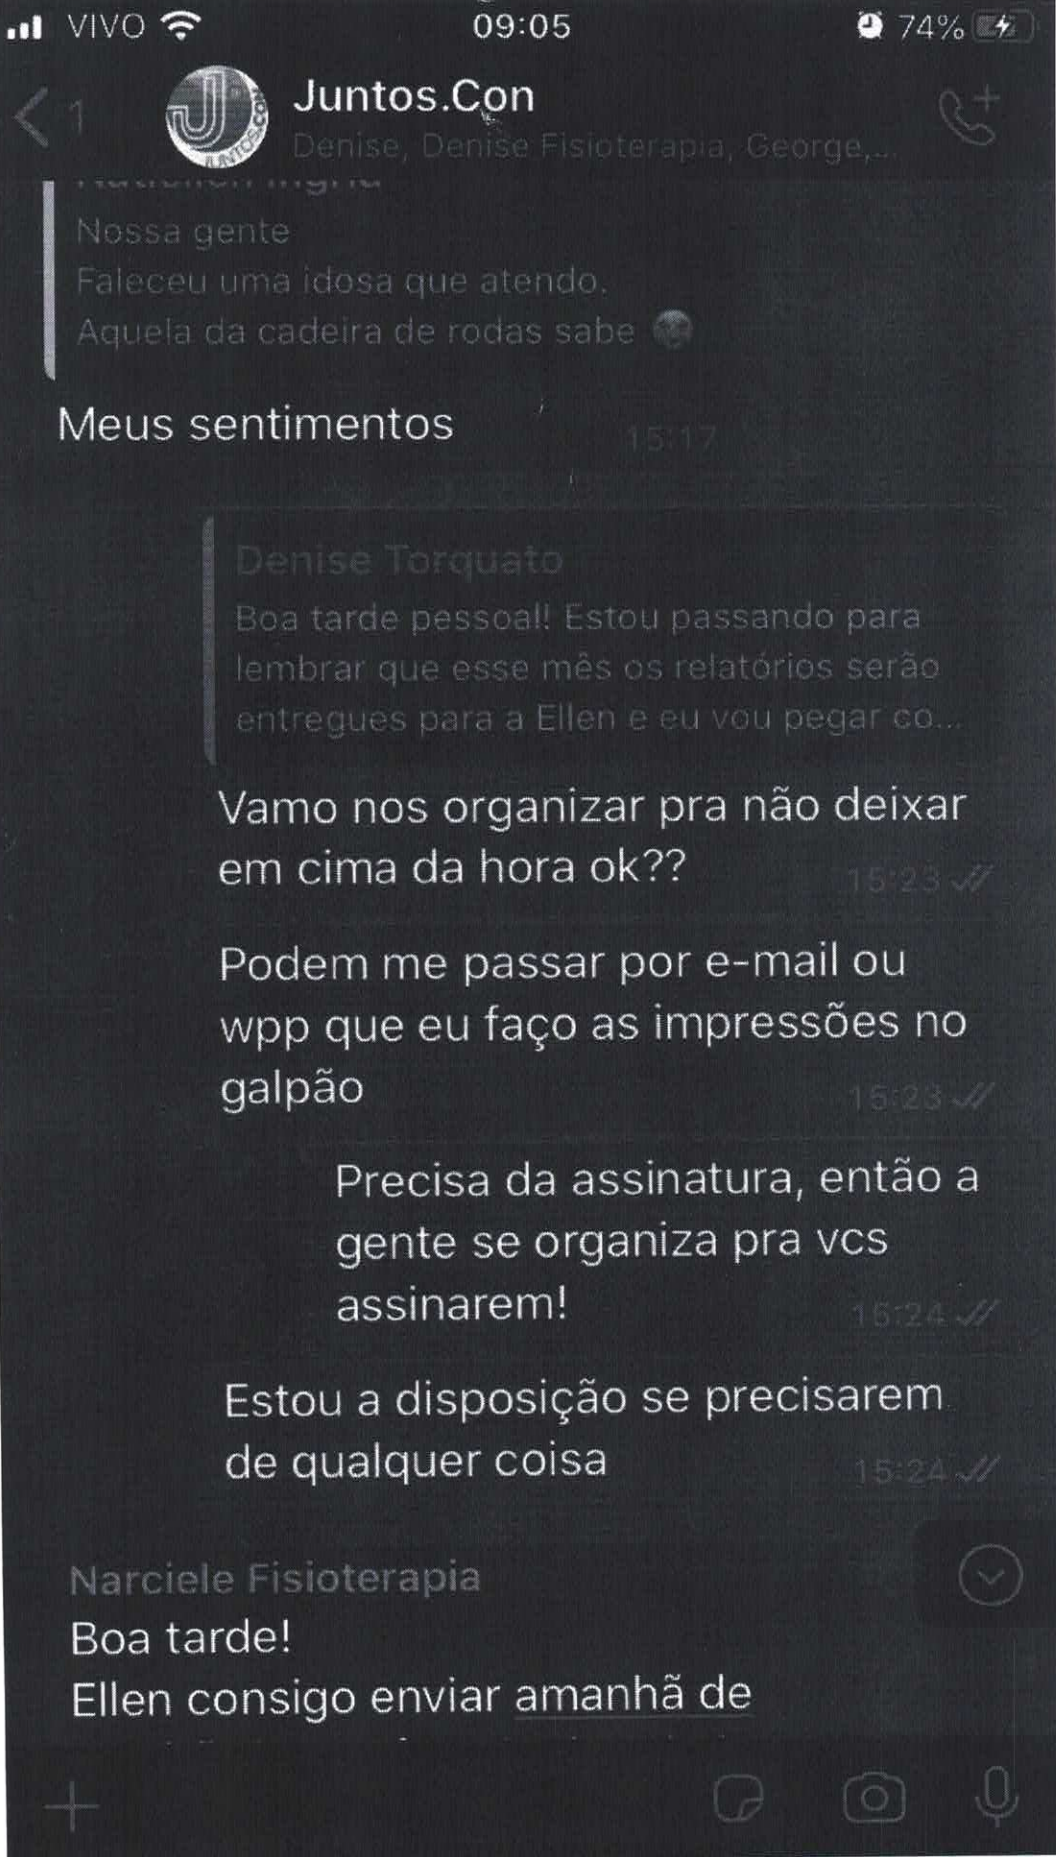 VIVO 09:05 74%
1 Juntos.Con
Denise, Denise Fisioterapia, George,...
Nossa gente
Faleceu uma idosa que atendo.
Aquela da cadeira de rodas sabe
Meus sentimentos
15:17
Denise Torquato
Boa tarde pessoal! Estou passando para
lembrar que esse mês os relatórios serão
entregues para a Ellen e eu vou pegar co...
Vamo nos organizar pra não deixar
em cima da hora ok??
15:23
Podem me passar por e-mail ou
wpp que eu faço as impressões no
galpão
15:23
Precisa da assinatura, então a
gente se organiza pra vcs
assinarem!
15:24
Estou a disposição se precisarem
de qualquer coisa
15:24
Narciele Fisioterapia
Boa tarde!
Ellen consigo enviar amanhã de